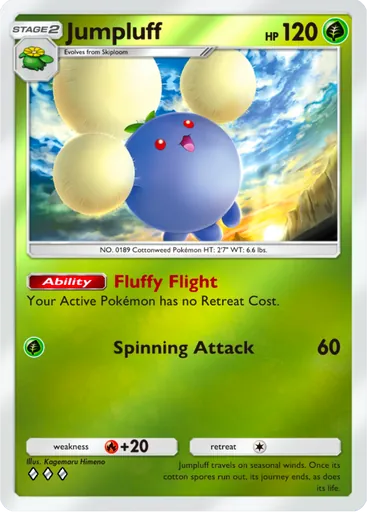 STAGE 2 Jumpluff HP 120
Evolves from Skiploom
NO. 0189 Cottonweed Pokémon HT: 2'7" WT: 6.6 lbs.
Ability Fluffy Flight
Your Active Pokémon has no Retreat Cost.
Spinning Attack 60
weakness +20 retreat
Illus. Kagemaru Himeno
Jumpluff travels on seasonal winds. Once its
cotton spores run out, its journey ends, as does
its life.